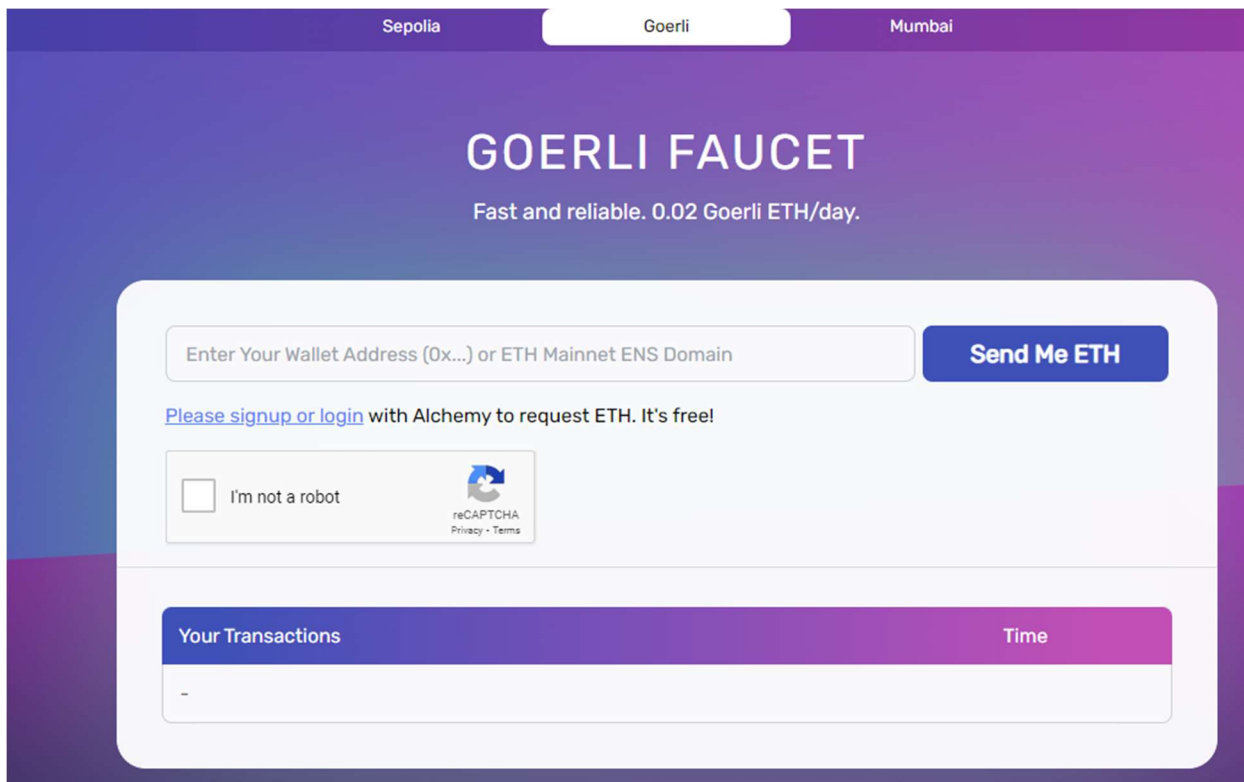 Sepolia
Goerli
Mumbai
GOERLI FAUCET
Fast and reliable. 0.02 Goerli ETH/day.
Enter Your Wallet Address (0x...) or ETH Mainnet ENS Domain
Send Me ETH
Please signup or login with Alchemy to request ETH. It's free!
I'm not a robot
reCAPTCHA
Privacy - Terms
Your Transactions
Time
-